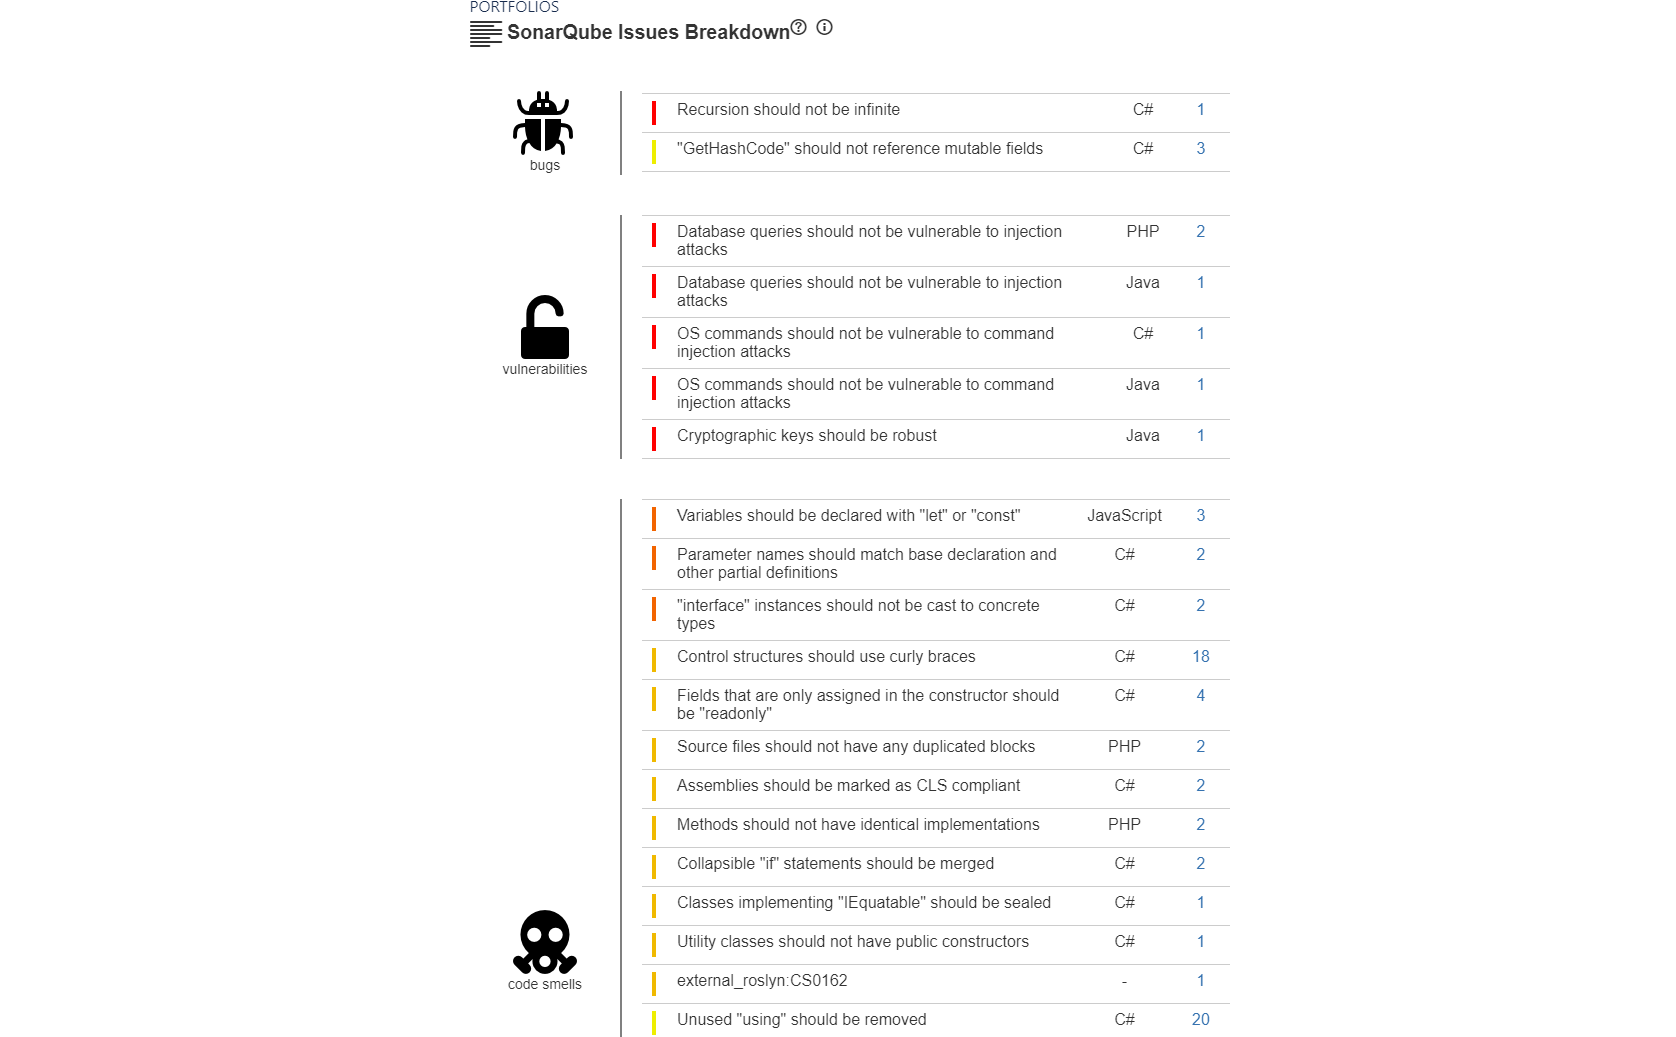 PORTFOLIOS
SonarQube Issues Breakdown
bugs
Recursion should not be infinite C# 1
"GetHashCode" should not reference mutable fields C# 3
vulnerabilities
Database queries should not be vulnerable to injection PHP 2
attacks
Database queries should not be vulnerable to injection Java 1
attacks
OS commands should not be vulnerable to command C# 1
injection attacks
OS commands should not be vulnerable to command Java 1
injection attacks
Cryptographic keys should be robust Java 1
code smells
Variables should be declared with "let" or "const" JavaScript 3
Parameter names should match base declaration and C# 2
other partial definitions
"interface" instances should not be cast to concrete C# 2
types
Control structures should use curly braces C# 18
Fields that are only assigned in the constructor should C# 4
be "readonly"
Source files should not have any duplicated blocks PHP 2
Assemblies should be marked as CLS compliant C# 2
Methods should not have identical implementations PHP 2
Collapsible "if" statements should be merged C# 2
Classes implementing "IEquatable" should be sealed C# 1
Utility classes should not have public constructors C# 1
external_roslyn:CS0162 - 1
Unused "using" should be removed C# 20